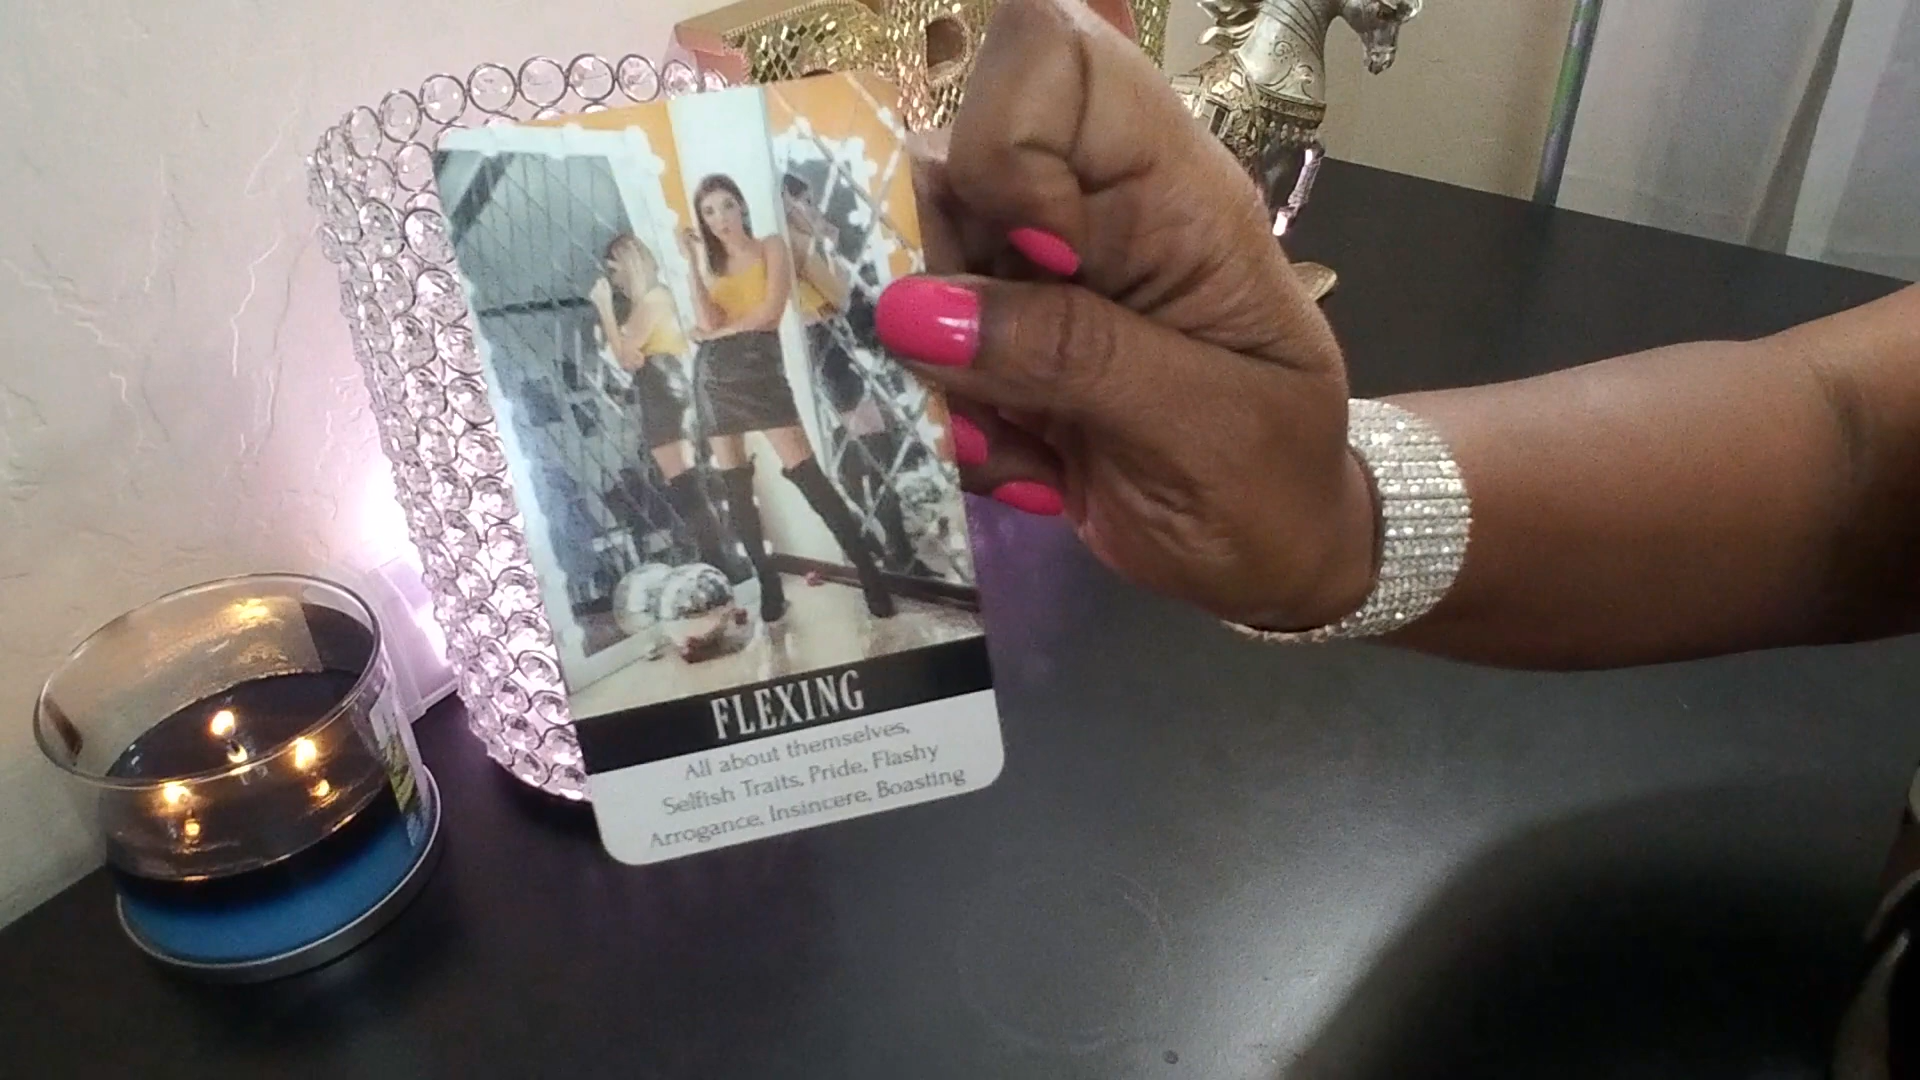 FLEXING
All about themselves,
Selfish Traits, Pride, Flashy
Arrogance, Insincere, Boasting